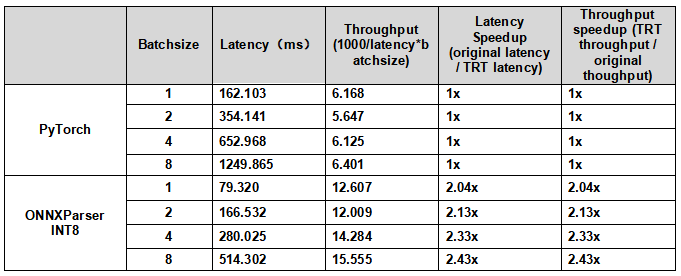 Batchsize
Latency（ms）
Throughput
(1000/latency*b
atchsize)
Latency
Speedup
(original latency
/ TRT latency)
Throughput
speedup (TRT
throughput /
original
thoughput)
PyTorch
1 162.103 6.168 1x 1x
2 354.141 5.647 1x 1x
4 652.968 6.125 1x 1x
8 1249.865 6.401 1x 1x
ONNXParser
INT8
1 79.320 12.607 2.04x 2.04x
2 166.532 12.009 2.13x 2.13x
4 280.025 14.284 2.33x 2.33x
8 514.302 15.555 2.43x 2.43x